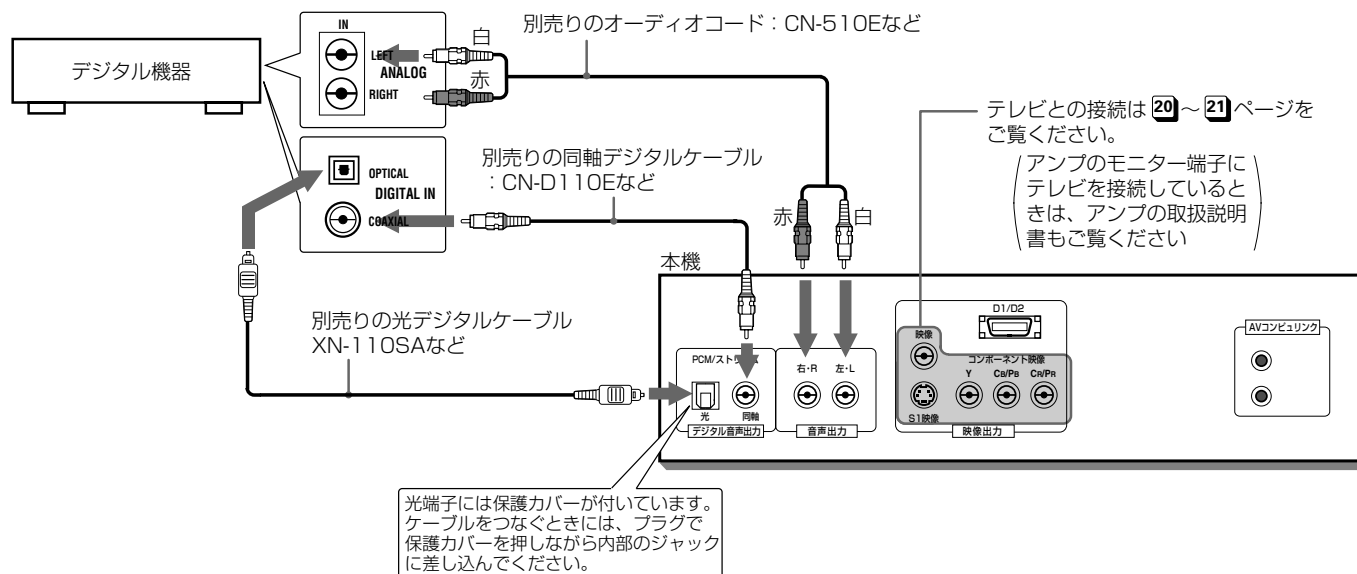 別売りのオーディオコード：CN-510Eなど
IN
白
LEFT
デジタル機器
ANALOG
赤
RIGHT
テレビとの接続は 20 ～ 21 ページを
ご覧ください。
アンプのモニター端子に
テレビを接続していると
きは、アンプの取扱説明
書もご覧ください
別売りの同軸デジタルケーブル
：CN-D110Eなど
OPTICAL
DIGITAL IN
COAXIAL
赤
白
本機
別売りの光デジタルケーブル
XN-110SAなど
D1/D2
映像
AVコンピュリンク
PCM/ストリーム
右・R
左・L
コンポーネント映像
Y
CB/PB
CR/PR
光
同軸
S1映像
デジタル音声出力
音声出力
映像出力
光端子には保護カバーが付いています。
ケーブルをつなぐときには、プラグで
保護カバーを押しながら内部のジャック
に差し込んでください。